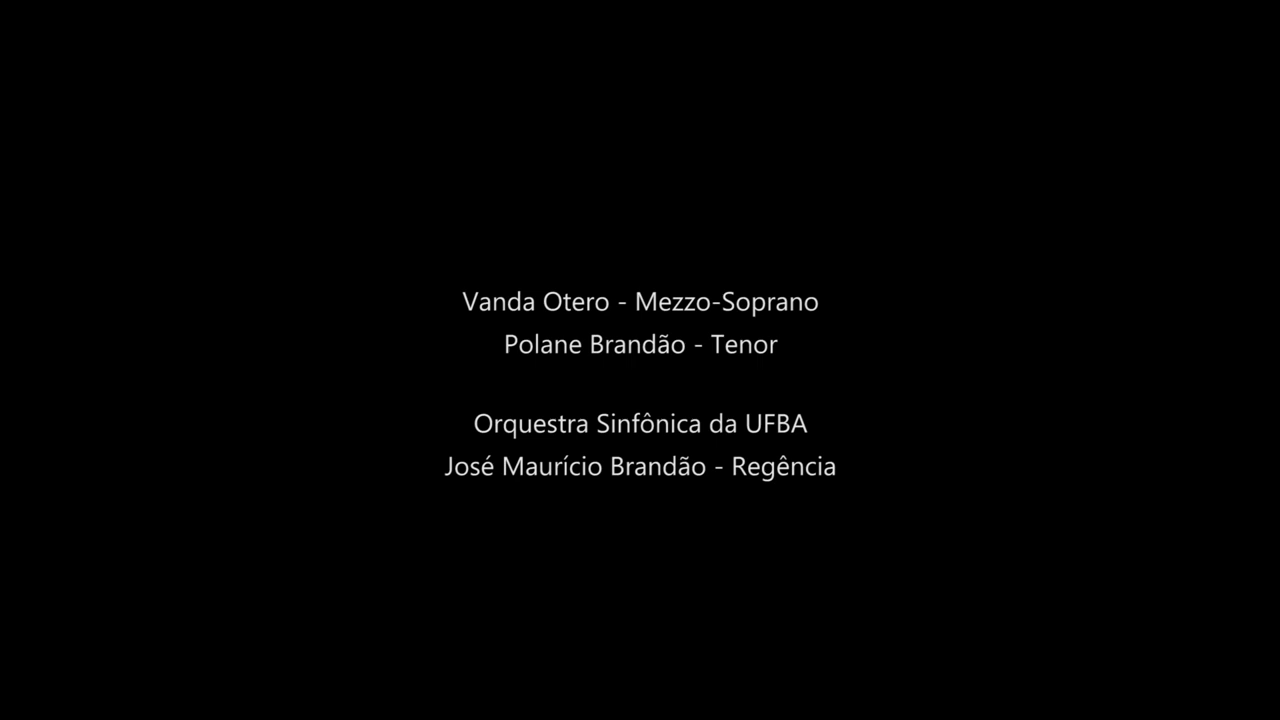 Vanda Otero - Mezzo-Soprano
Polane Brandão - Tenor
Orquestra Sinfônica da UFBA
José Maurício Brandão - Regência